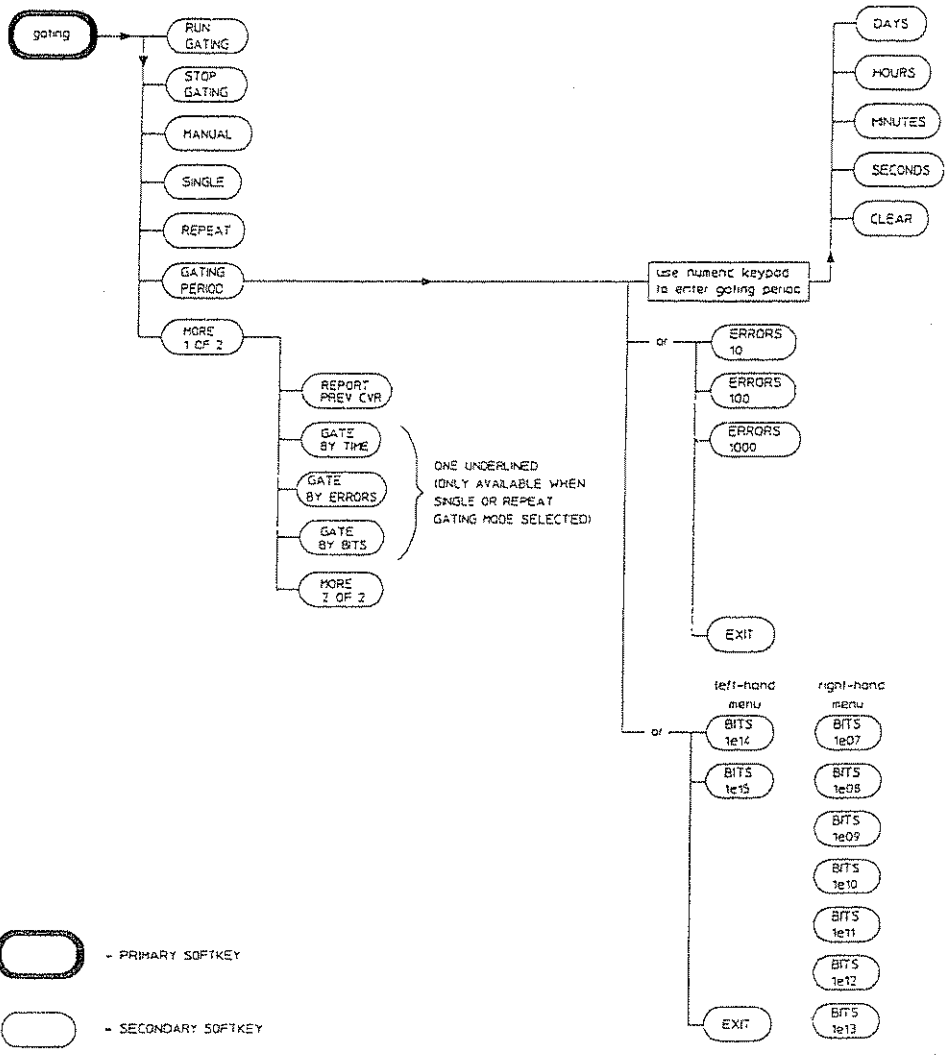 gating
RUN
GATING
STOP
GATING
MANUAL
SINGLE
REPEAT
GATING
PERIOD
MORE
1 OF 2
REPORT
PREV CVR
GATE
BY TIME
GATE
BY ERRORS
GATE
BY BITS
MORE
2 OF 2
ONE UNDERLINED
(ONLY AVAILABLE WHEN
SINGLE OR REPEAT
GATING MODE SELECTED)
use numeric keypad
to enter gating period
DAYS
HOURS
MINUTES
SECONDS
CLEAR
or
ERRORS
10
ERRORS
100
ERRORS
1000
EXIT
or
left-hand
menu
BITS
1e14
BITS
1e15
EXIT
right-hand
menu
BITS
1e07
BITS
1e08
BITS
1e09
BITS
1e10
BITS
1e11
BITS
1e12
BITS
1e13
- PRIMARY SOFTKEY
- SECONDARY SOFTKEY